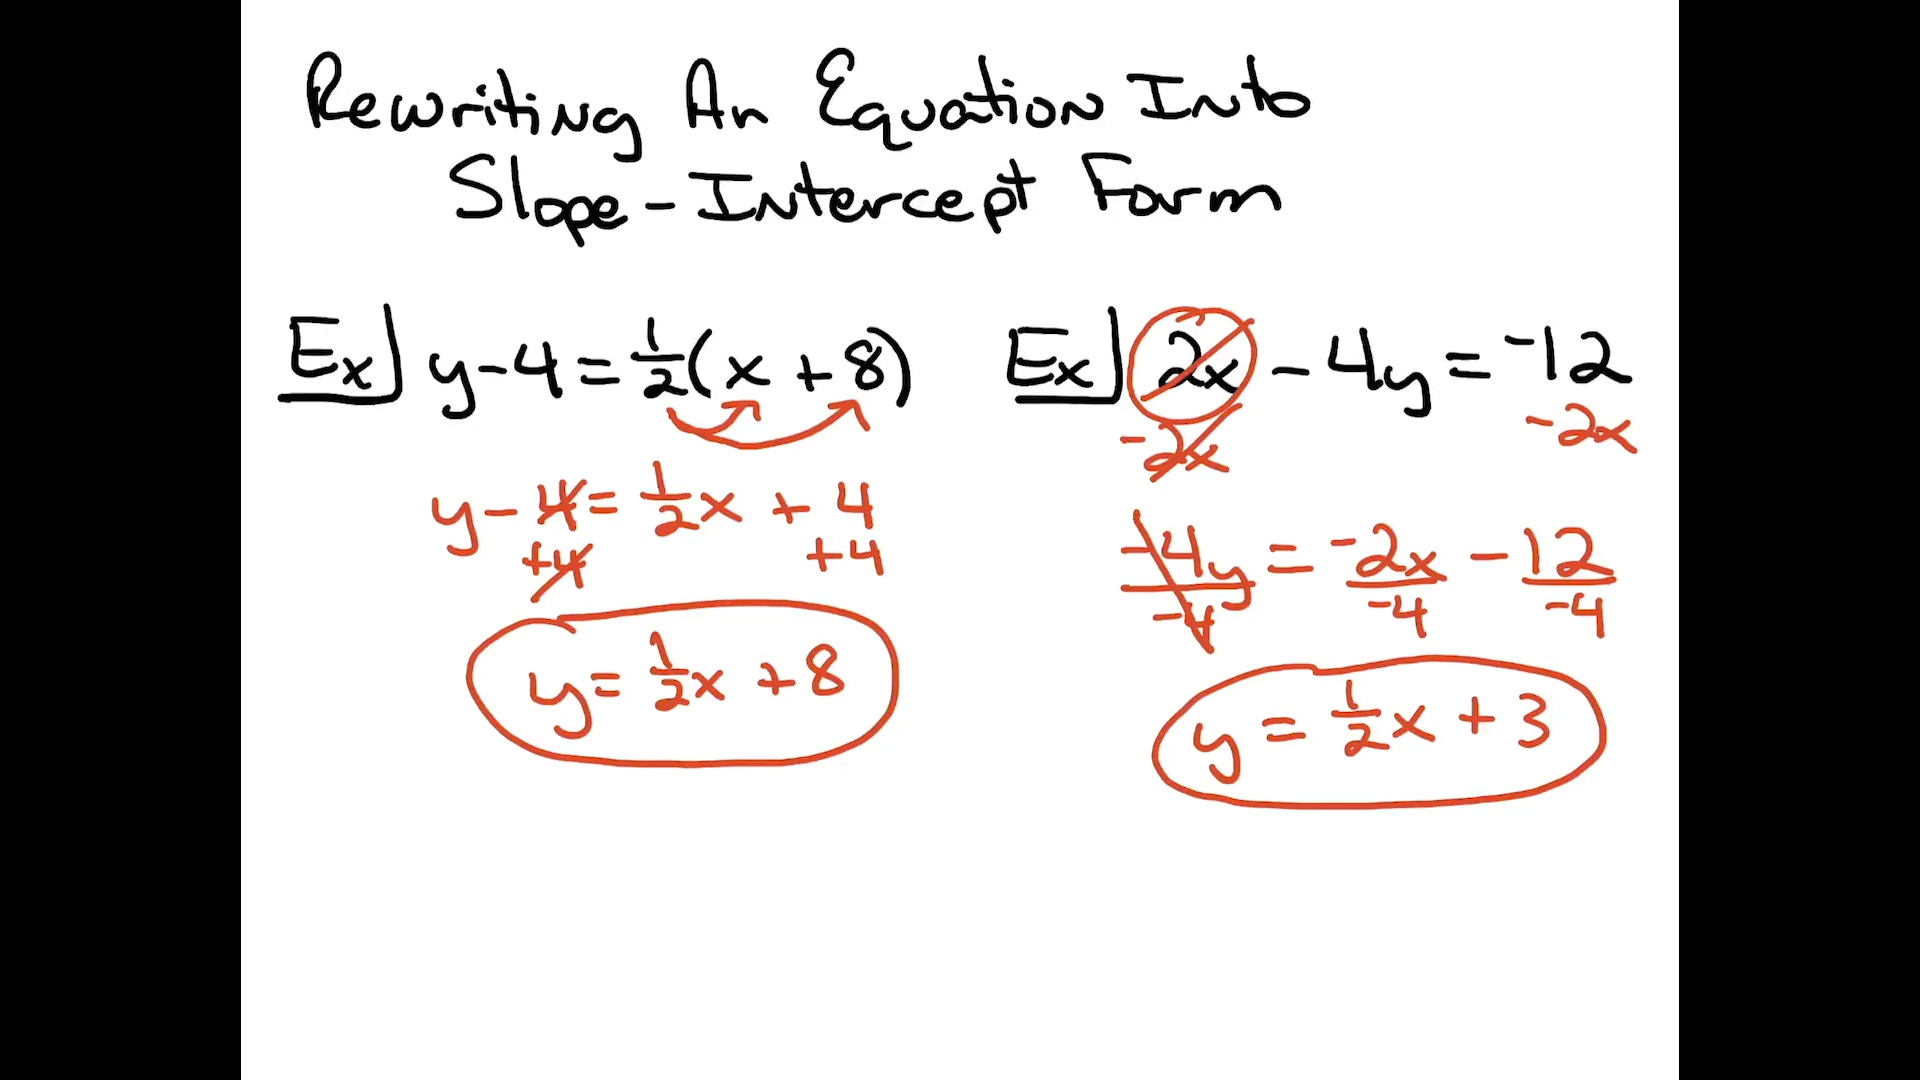 Rewriting An Equation Into
Slope-Intercept Form
Ex] y-4=1/2(x+8)
y-4=1/2x+4
+4 +4
y=1/2x+8
Ex] 2x-4y=-12
-2x -2x
-4y=-2x-12
-4 -4 -4
y=1/2x+3